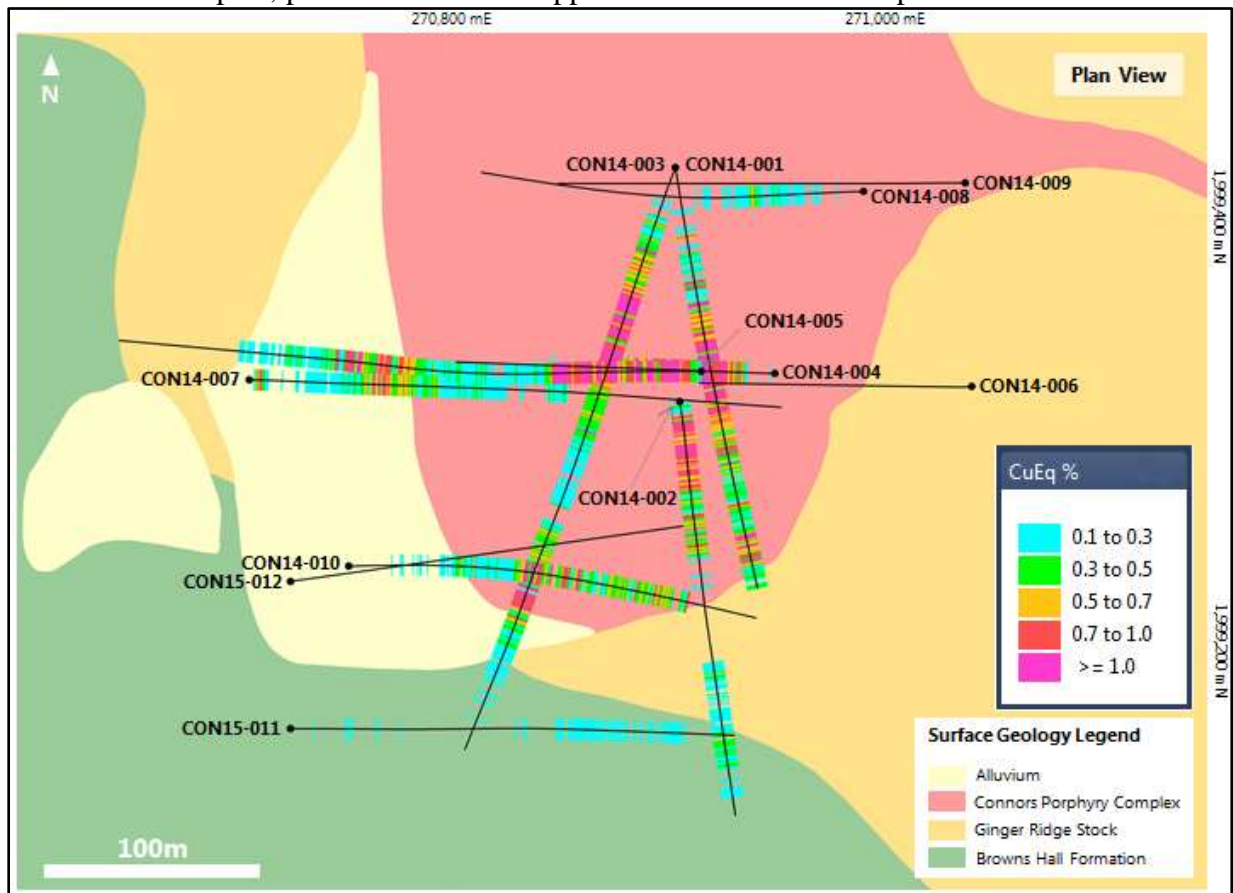 270,800 mE
271,000 mE
N
Plan View
CON14-003
CON14-001
CON14-009
CON14-008
1,999,400 mN
CON14-005
CON14-007
CON14-004
CON14-006
CuEq %
CON14-002
0.1 to 0.3
0.3 to 0.5
0.5 to 0.7
0.7 to 1.0
>= 1.0
CON14-010
CON15-012
1,999,200 mN
CON15-011
Surface Geology Legend
Alluvium
Connors Porphyry Complex
Ginger Ridge Stock
Browns Hall Formation
100m